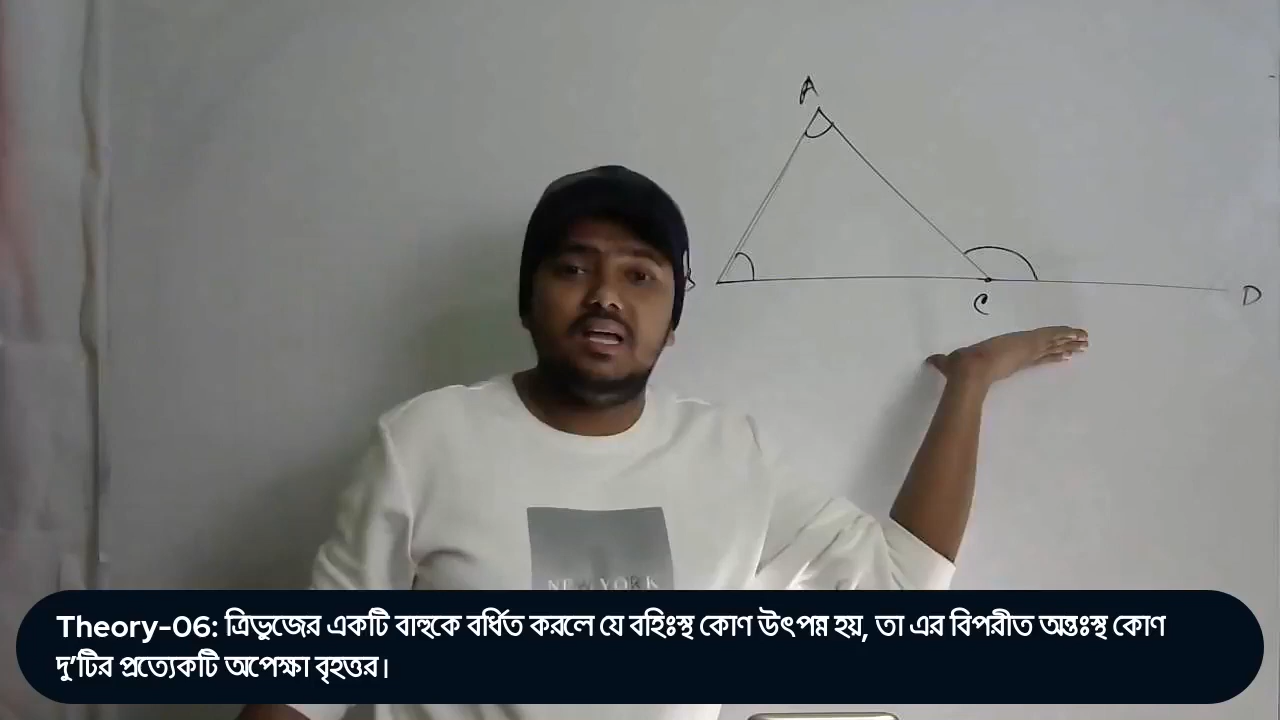 A
B
C
D
NEW YORK
Theory-06: ত্রিভুজের একটি বাহুকে বর্ধিত করলে যে বহিঃস্থ কোণ উৎপন্ন হয়, তা এর বিপরীত অন্তঃস্থ কোণ
দু'টির প্রত্যেকটি অপেক্ষা বৃহত্তর।